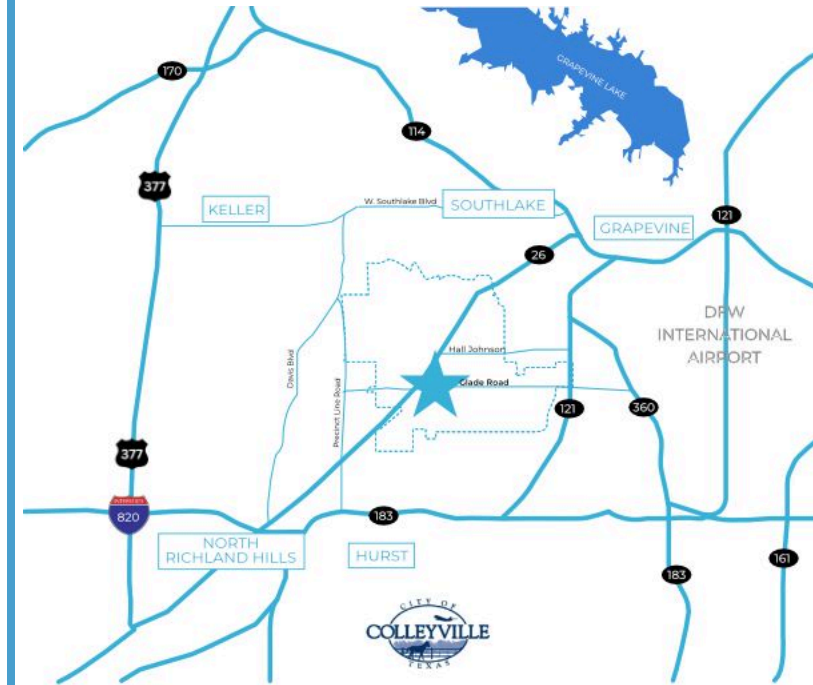 GRAPEVINE LAKE
170
114
377
KELLER
W. Southlake Blvd
SOUTHLAKE
121
GRAPEVINE
26
DFW
INTERNATIONAL
AIRPORT
Hall Johnson
Davis Blvd
Precinct Line Road
Glade Road
121
360
377
INTERSTATE
820
183
NORTH
RICHLAND HILLS
HURST
161
183
CITY OF
COLLEYVILLE
TEXAS